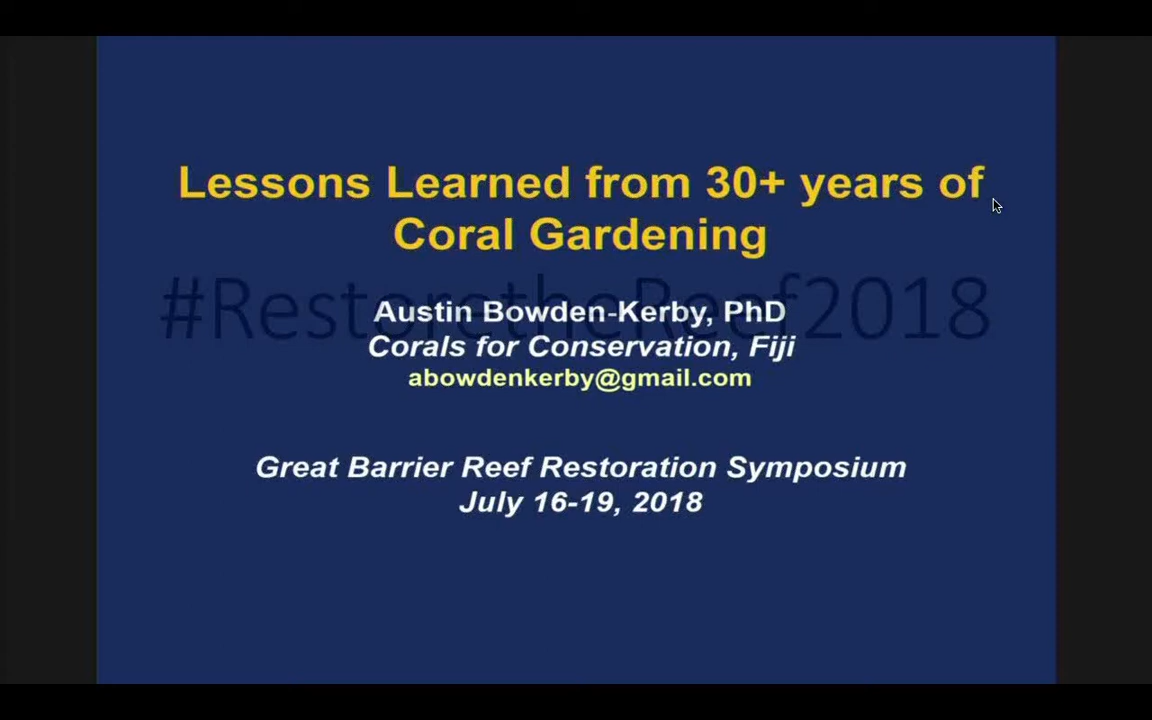 Lessons Learned from 30+ years of
Coral Gardening
#RestoretheReef2018
Austin Bowden-Kerby, PhD
Corals for Conservation, Fiji
abowdenkerby@gmail.com
Great Barrier Reef Restoration Symposium
July 16-19, 2018